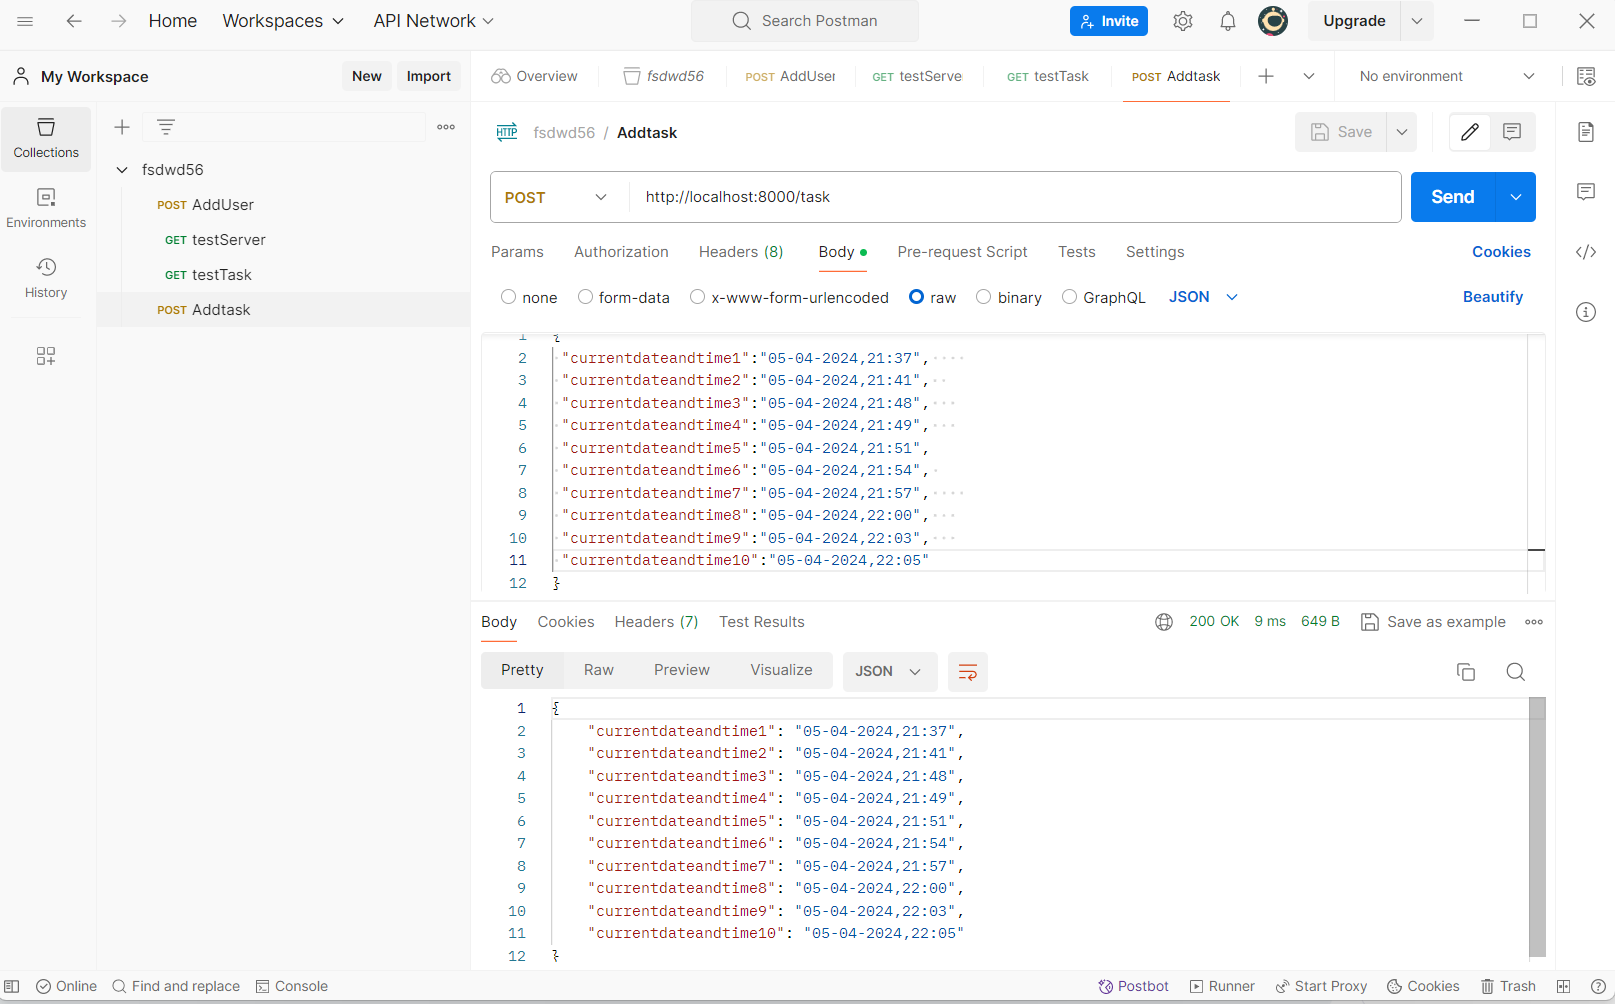 Home Workspaces API Network Search Postman Invite Upgrade
My Workspace New Import Overview fsdwd56 POST AddUser GET testServe GET testTask POST Addtask No environment
Collections
Environments
History
fsdwd56
POST AddUser
GET testServer
GET testTask
POST Addtask
HTTP fsdwd56 / Addtask Save
POST http://localhost:8000/task Send
Params Authorization Headers (8) Body Pre-request Script Tests Settings Cookies
none form-data x-www-form-urlencoded raw binary GraphQL JSON Beautify
1 {
2 "currentdateandtime1":"05-04-2024,21:37",
3 "currentdateandtime2":"05-04-2024,21:41",
4 "currentdateandtime3":"05-04-2024,21:48",
5 "currentdateandtime4":"05-04-2024,21:49",
6 "currentdateandtime5":"05-04-2024,21:51",
7 "currentdateandtime6":"05-04-2024,21:54",
8 "currentdateandtime7":"05-04-2024,21:57",
9 "currentdateandtime8":"05-04-2024,22:00",
10 "currentdateandtime9":"05-04-2024,22:03",
11 "currentdateandtime10":"05-04-2024,22:05"
12 }
Body Cookies Headers (7) Test Results 200 OK 9 ms 649 B Save as example
Pretty Raw Preview Visualize JSON
1 {
2 "currentdateandtime1": "05-04-2024,21:37",
3 "currentdateandtime2": "05-04-2024,21:41",
4 "currentdateandtime3": "05-04-2024,21:48",
5 "currentdateandtime4": "05-04-2024,21:49",
6 "currentdateandtime5": "05-04-2024,21:51",
7 "currentdateandtime6": "05-04-2024,21:54",
8 "currentdateandtime7": "05-04-2024,21:57",
9 "currentdateandtime8": "05-04-2024,22:00",
10 "currentdateandtime9": "05-04-2024,22:03",
11 "currentdateandtime10": "05-04-2024,22:05"
12 }
Online Find and replace Console Postbot Runner Start Proxy Cookies Trash